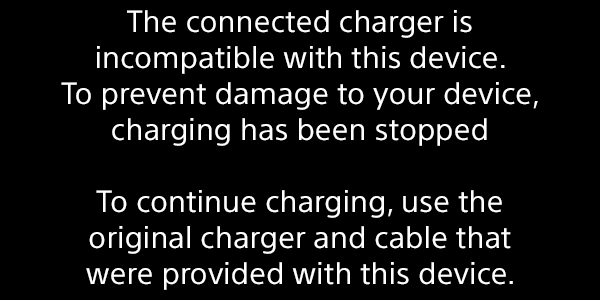 The connected charger is
incompatible with this device.
To prevent damage to your device,
charging has been stopped
To continue charging, use the
original charger and cable that
were provided with this device.